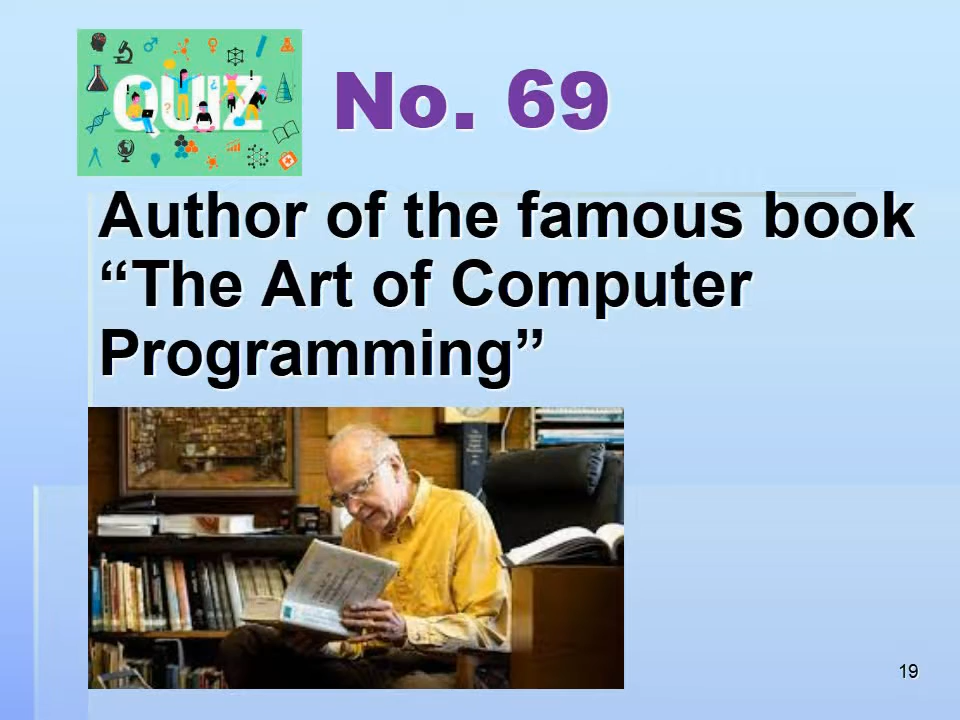 QUIZ
No. 69
Author of the famous book
“The Art of Computer
Programming”
19